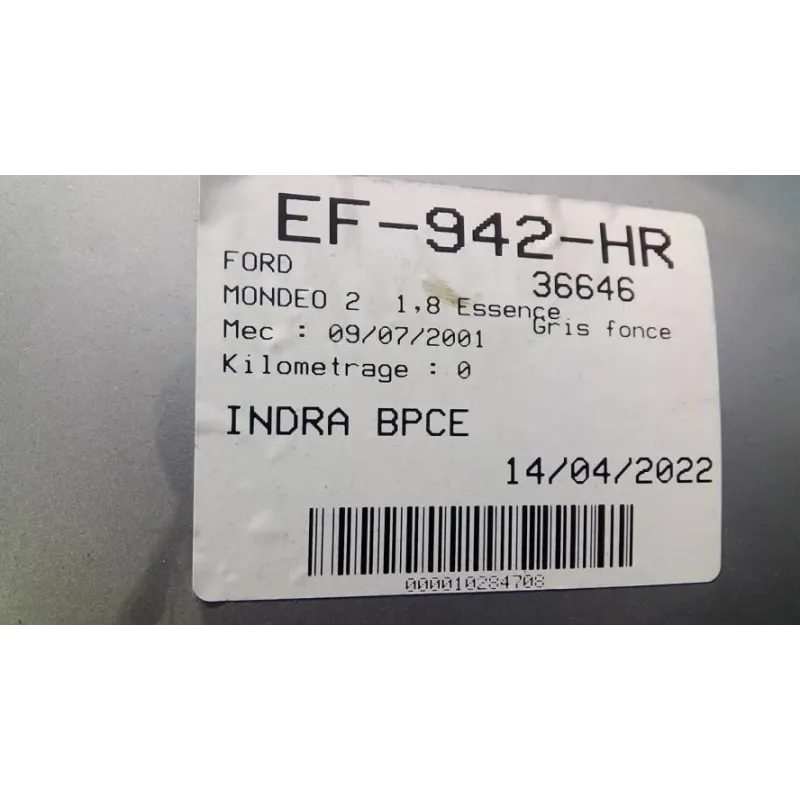 EF-942-HR
FORD
36646
MONDEO 2 1,8 Essence
Gris fonce
Mec : 09/07/2001
Kilometrage : 0
INDRA BPCE
14/04/2022
000010284708